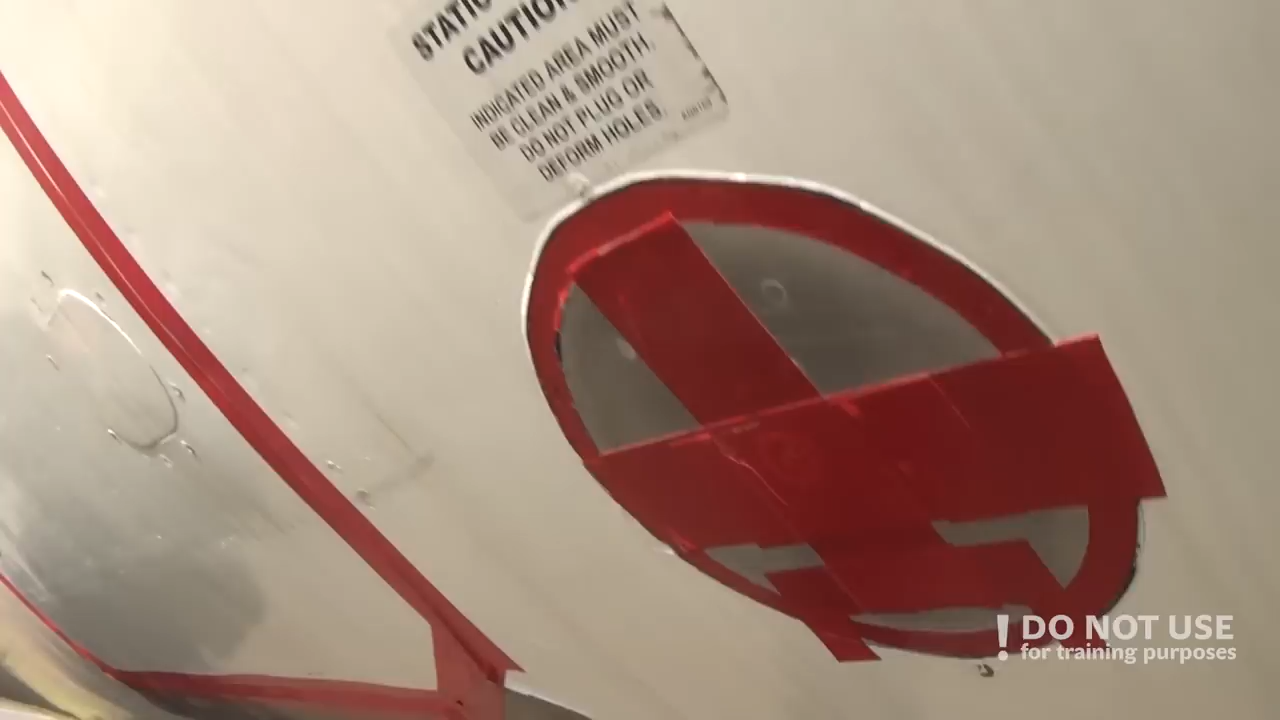 STATIC
CAUTION
INDICATED AREA MUST
BE CLEAN & SMOOTH.
DO NOT PLUG OR
DEFORM HOLES.
! DO NOT USE
for training purposes